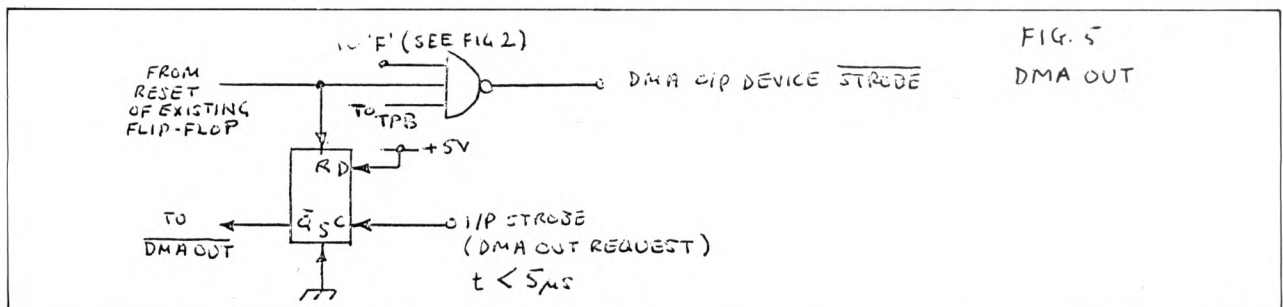 TO 'F' (SEE FIG 2)
FIG. 5
DMA OUT
FROM
RESET
OF EXISTING
FLIP-FLOP
DMA O/P DEVICE STROBE
TO TPB
+5V
R D
Q̅ S C
TO
DMA OUT
I/P STROBE
(DMA OUT REQUEST)
t < 5μs